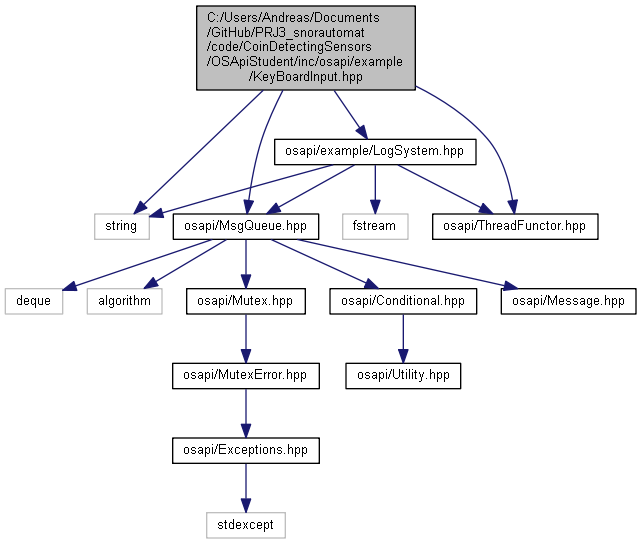 C:/Users/Andreas/Documents
/GitHub/PRJ3_snorautomat
/code/CoinDetectingSensors
/OSApiStudent/inc/osapi/example
/KeyBoardInput.hpp
osapi/example/LogSystem.hpp
string
osapi/MsgQueue.hpp
fstream
osapi/ThreadFunctor.hpp
deque
algorithm
osapi/Mutex.hpp
osapi/Conditional.hpp
osapi/Message.hpp
osapi/MutexError.hpp
osapi/Utility.hpp
osapi/Exceptions.hpp
stdexcept